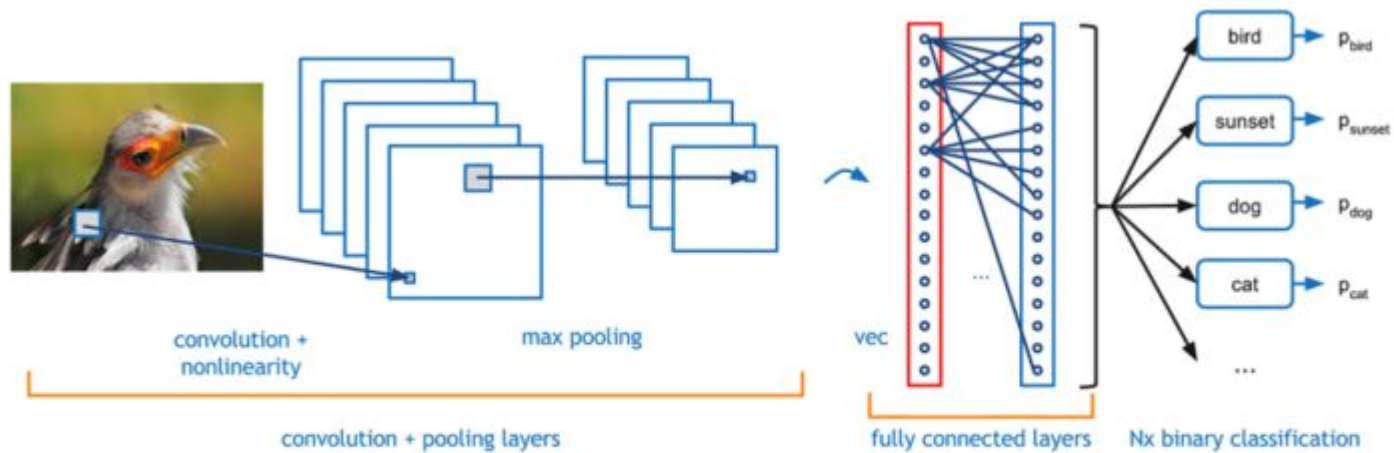 bird
p_bird
sunset
p_sunset
dog
p_dog
cat
p_cat
...
...
convolution +
nonlinearity
max pooling
vec
convolution + pooling layers
fully connected layers
Nx binary classification